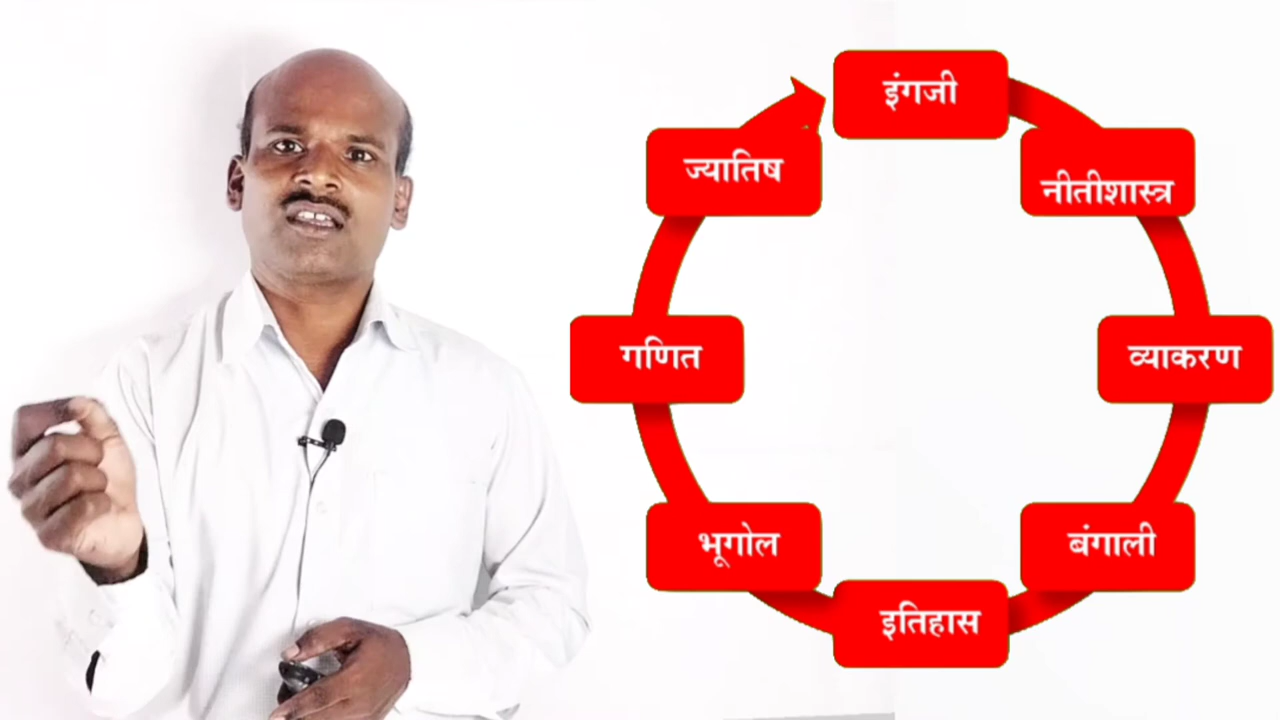 इंगजी
नीतीशास्त्र
व्याकरण
बंगाली
इतिहास
भूगोल
गणित
ज्यातिष